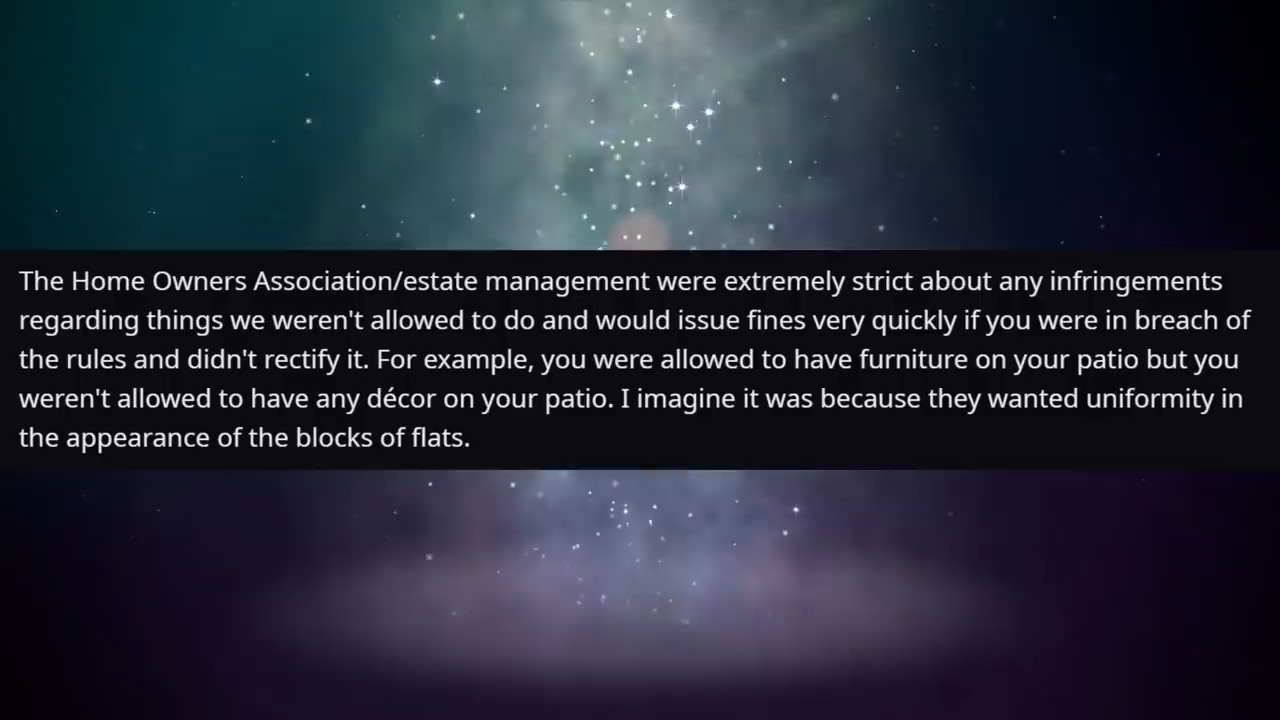 The Home Owners Association/estate management were extremely strict about any infringements
regarding things we weren't allowed to do and would issue fines very quickly if you were in breach of
the rules and didn't rectify it. For example, you were allowed to have furniture on your patio but you
weren't allowed to have any décor on your patio. I imagine it was because they wanted uniformity in
the appearance of the blocks of flats.